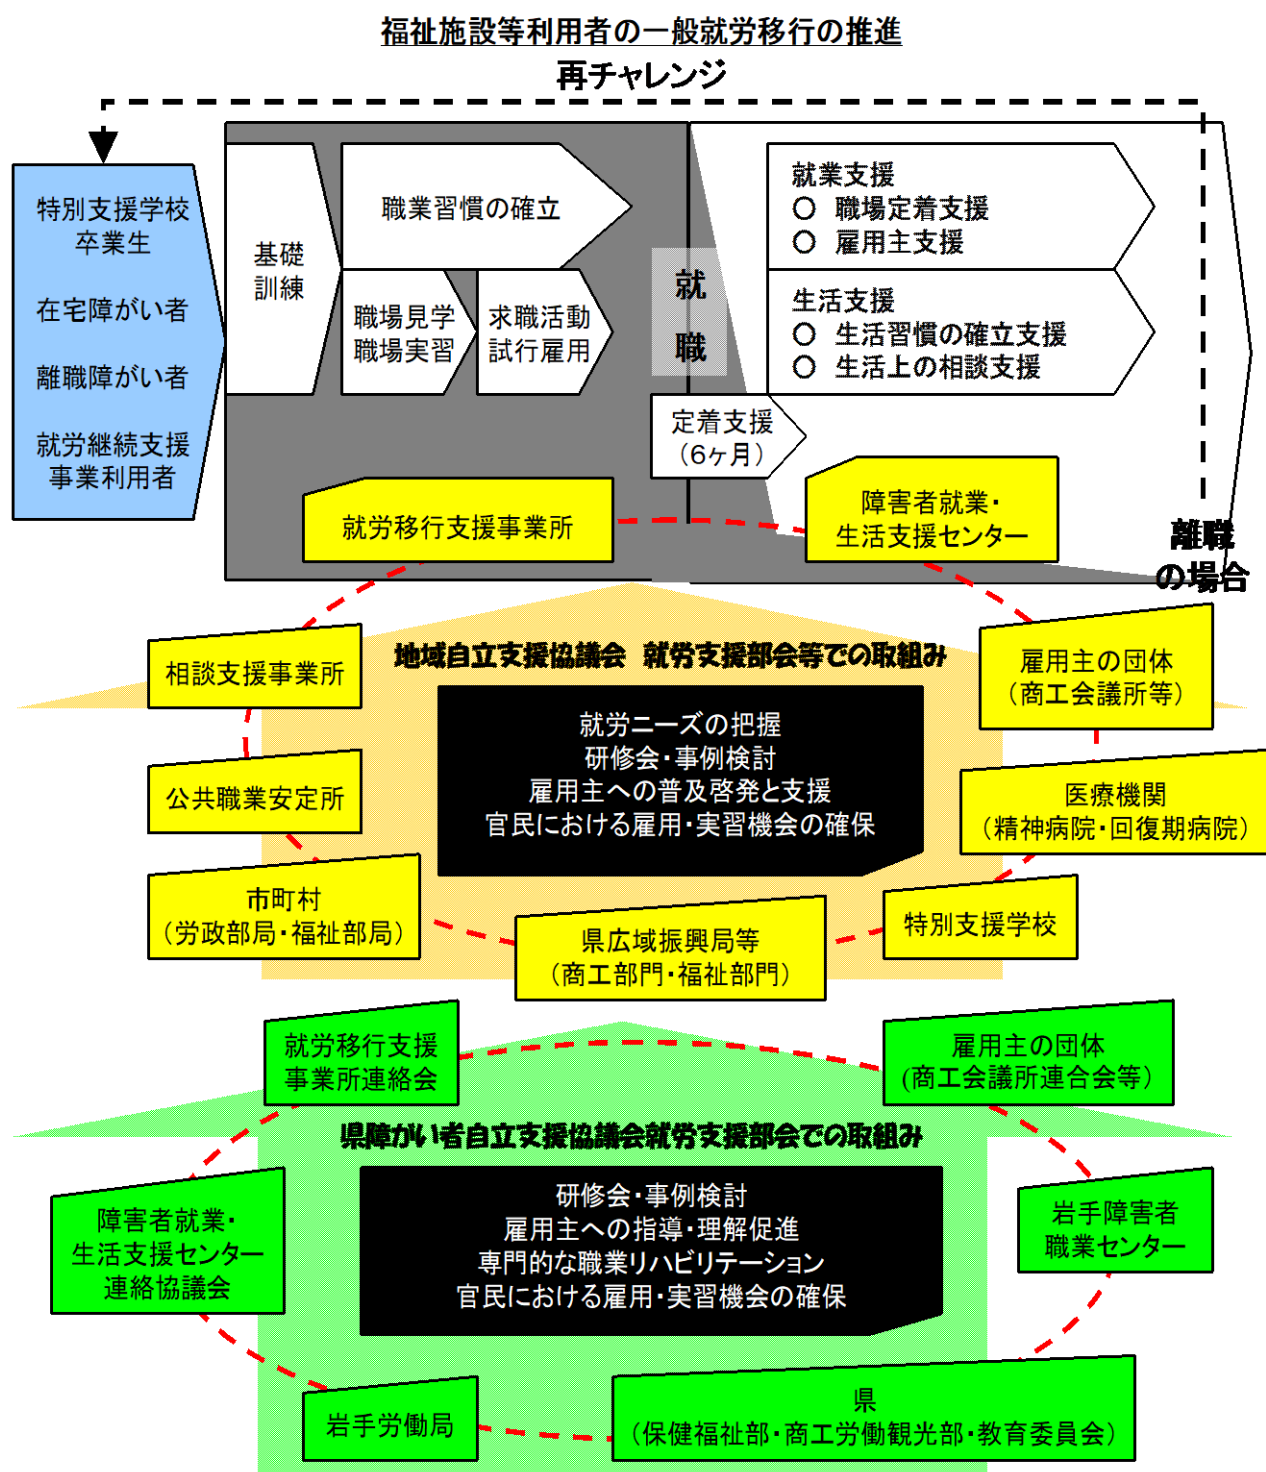 福祉施設等利用者の一般就労移行の推進
再チャレンジ
特別支援学校
卒業生
在宅障がい者
離職障がい者
就労継続支援
事業利用者
基礎
訓練
職業習慣の確立
職場見学
職場実習
求職活動
試行雇用
就
職
就業支援
○ 職場定着支援
○ 雇用主支援
生活支援
○ 生活習慣の確立支援
○ 生活上の相談支援
定着支援
（6ヶ月）
離職
の場合
就労移行支援事業所
障害者就業・
生活支援センター
相談支援事業所
地域自立支援協議会 就労支援部会等での取組み
雇用主の団体
（商工会議所等）
就労ニーズの把握
研修会・事例検討
雇用主への普及啓発と支援
官民における雇用・実習機会の確保
公共職業安定所
医療機関
（精神病院・回復期病院）
市町村
（労政部局・福祉部局）
県広域振興局等
（商工部門・福祉部門）
特別支援学校
就労移行支援
事業所連絡会
雇用主の団体
(商工会議所連合会等）
県障がい者自立支援協議会就労支援部会での取組み
研修会・事例検討
雇用主への指導・理解促進
専門的な職業リハビリテーション
官民における雇用・実習機会の確保
障害者就業・
生活支援センター
連絡協議会
岩手障害者
職業センター
岩手労働局
県
（保健福祉部・商工労働観光部・教育委員会）